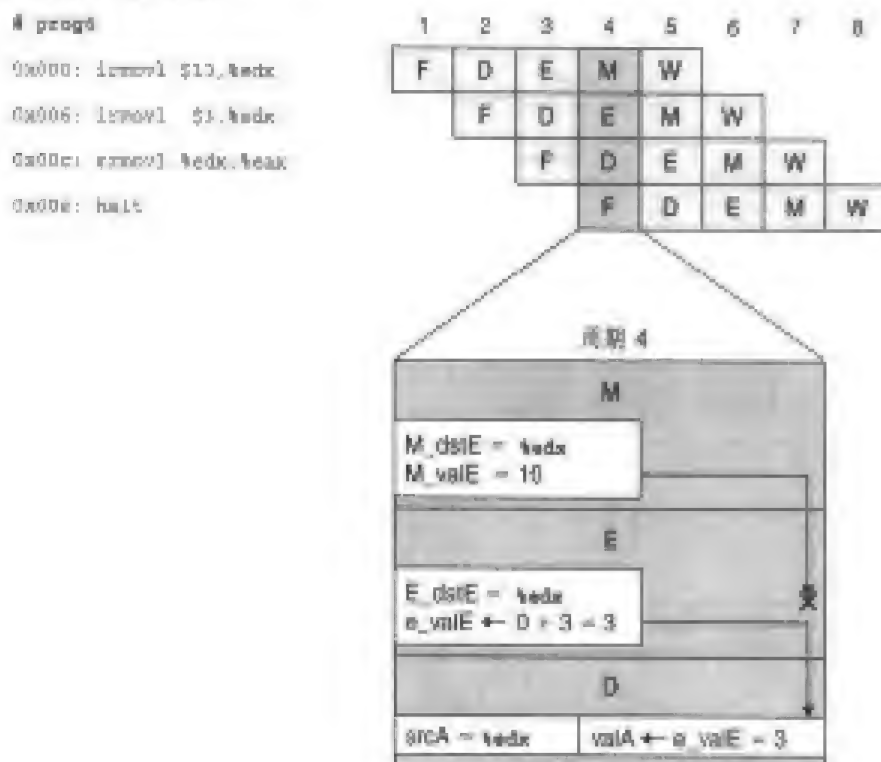 # prog6
0x000: irmovl $10,%edx
0x006: irmovl $3,%edx
0x00c: rrmovl %edx,%eax
0x00e: halt
1 2 3 4 5 6 7 8
F D E M W
F D E M W
F D E M W
F D E M W
周期 4
M
M_dstE = %edx
M_valE = 10
E
E_dstE = %edx
e_valE ← 0 + 3 = 3
D
srcA = %edx
valA ← e_valE = 3